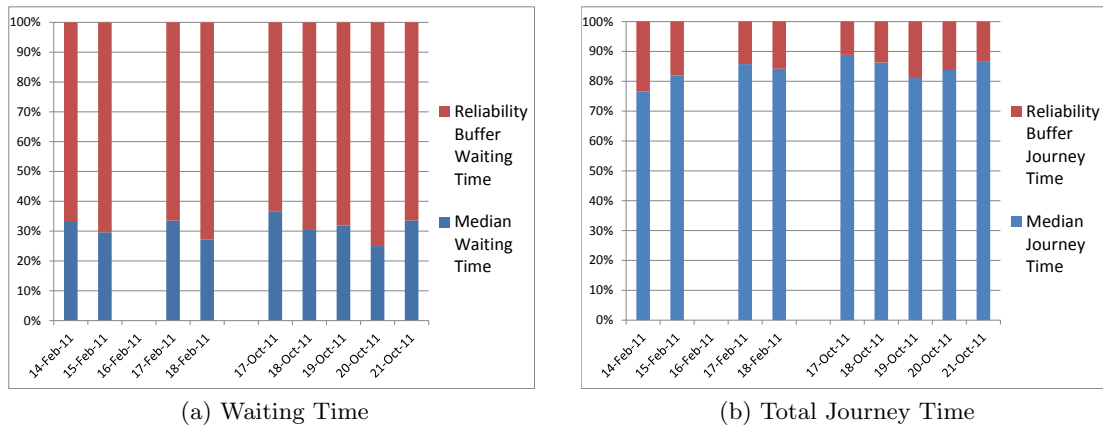 100%
90%
80%
70%
60%
50%
40%
30%
20%
10%
0%
14-Feb-11
15-Feb-11
16-Feb-11
17-Feb-11
18-Feb-11
17-Oct-11
18-Oct-11
19-Oct-11
20-Oct-11
21-Oct-11
Reliability
Buffer
Waiting
Time
Median
Waiting
Time
(a) Waiting Time
100%
90%
80%
70%
60%
50%
40%
30%
20%
10%
0%
14-Feb-11
15-Feb-11
16-Feb-11
17-Feb-11
18-Feb-11
17-Oct-11
18-Oct-11
19-Oct-11
20-Oct-11
21-Oct-11
Reliability
Buffer
Journey
Time
Median
Journey
Time
(b) Total Journey Time